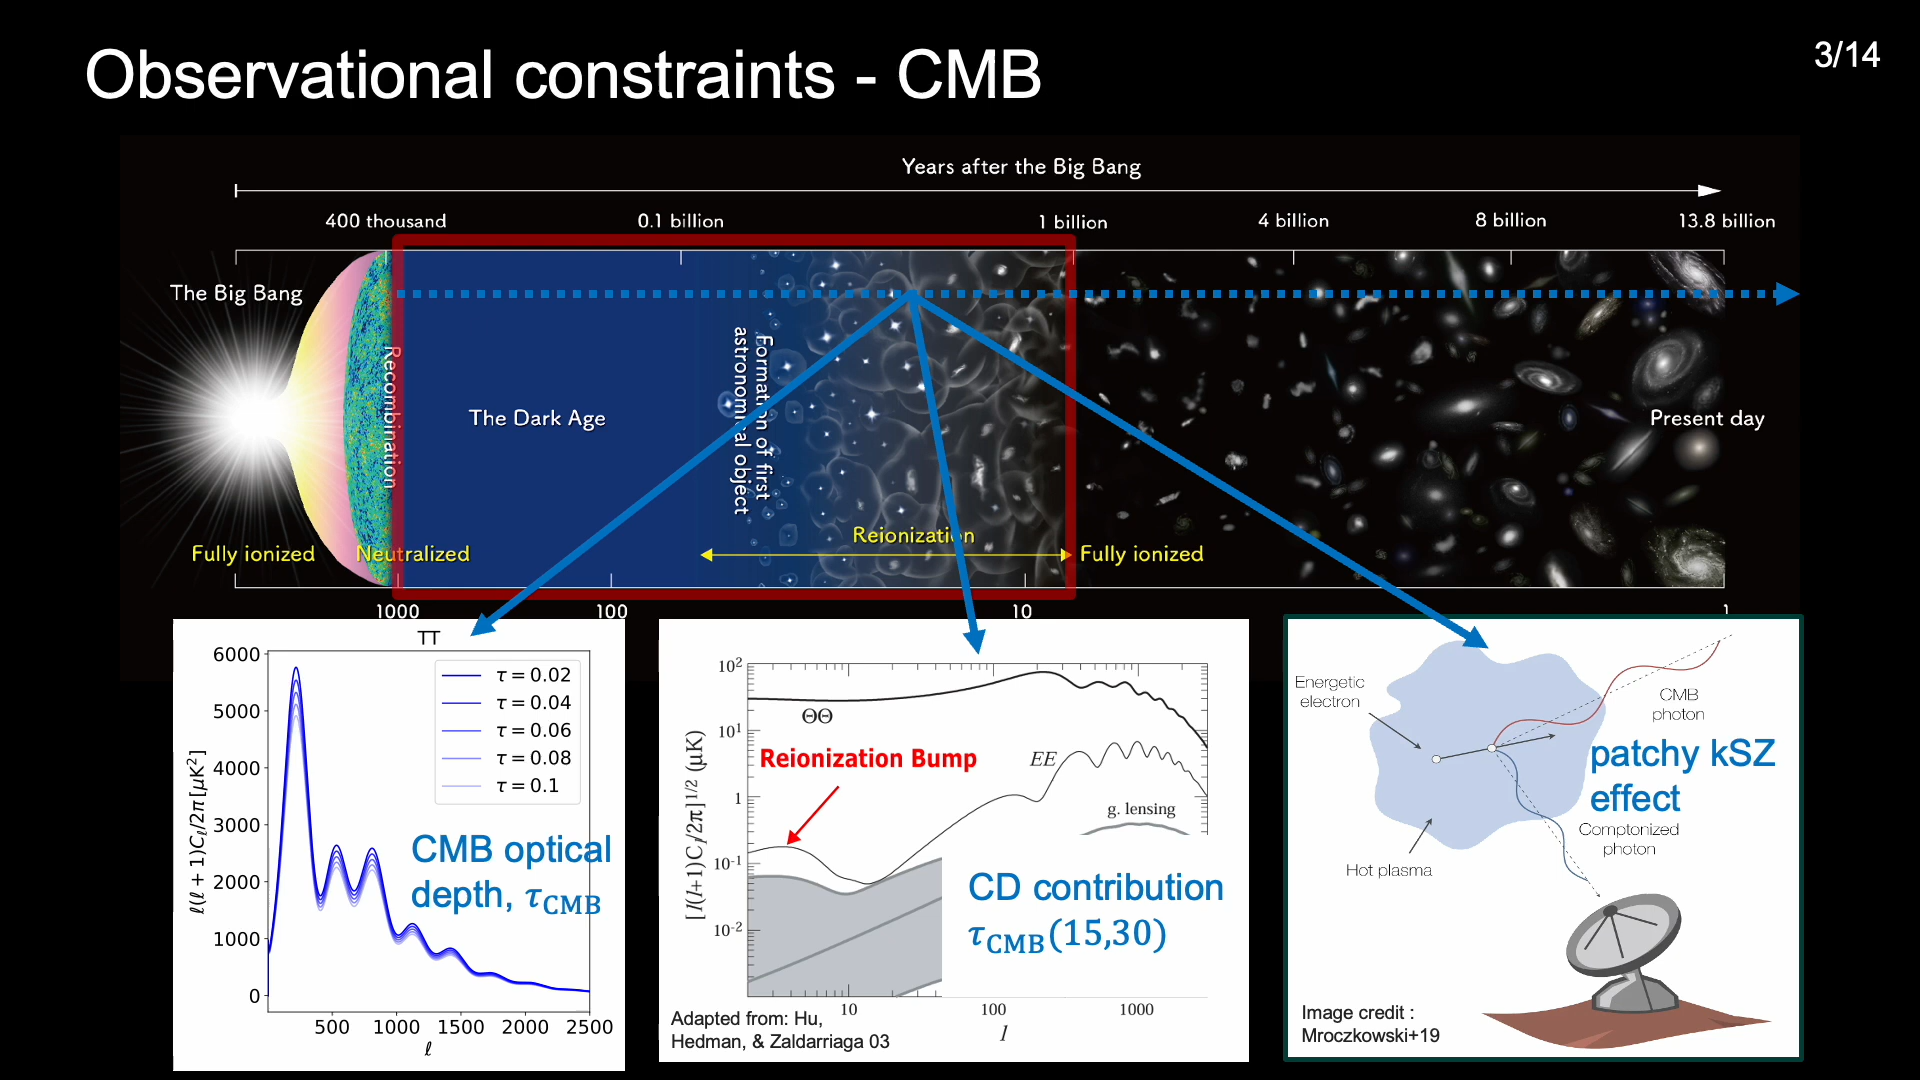 Observational constraints - CMB
3/14
Years after the Big Bang
400 thousand
0.1 billion
1 billion
4 billion
8 billion
13.8 billion
The Big Bang
Recombination
The Dark Age
Formation of first
astronomical object
Present day
Reionization
Fully ionized
Neutralized
Fully ionized
1000
100
10
1
TT
6000
5000
4000
3000
2000
1000
0
ℓ(ℓ + 1)Cℓ/2π [μK²]
τ = 0.02
τ = 0.04
τ = 0.06
τ = 0.08
τ = 0.1
CMB optical
depth, τCMB
500
1000
1500
2000
2500
ℓ
10²
10¹
1
10⁻¹
10⁻²
[l(l+1)Cl/2π]¹/² (μK)
ΘΘ
Reionization Bump
EE
g. lensing
CD contribution
τCMB(15,30)
10
100
1000
l
Adapted from: Hu,
Hedman, & Zaldarriaga 03
Energetic
electron
CMB
photon
patchy kSZ
effect
Comptonized
photon
Hot plasma
Image credit :
Mroczkowski+19